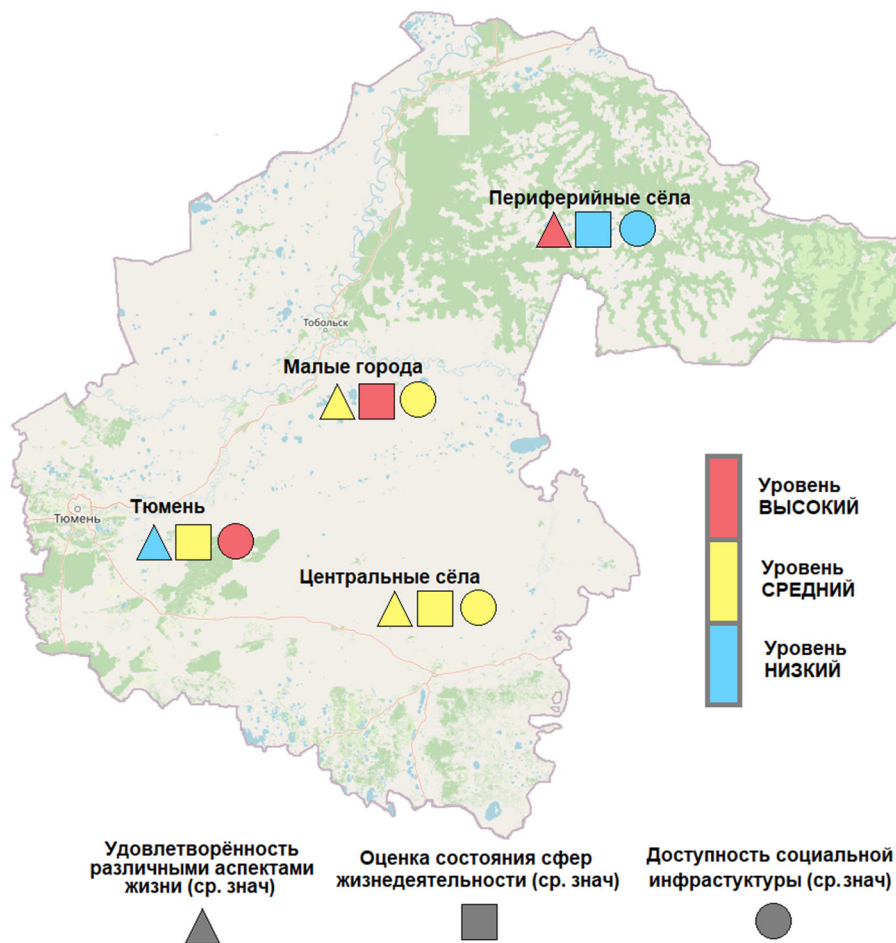 Периферийные сёла
Тобольск
Малые города
Тюмень
Тюмень
Центральные сёла
Уровень
ВЫСОКИЙ
Уровень
СРЕДНИЙ
Уровень
НИЗКИЙ
Удовлетворённость
различными аспектами
жизни (ср. знач)
Оценка состояния сфер
жизнедеятельности (ср. знач)
Доступность социальной
инфрастуктуры (ср.знач)